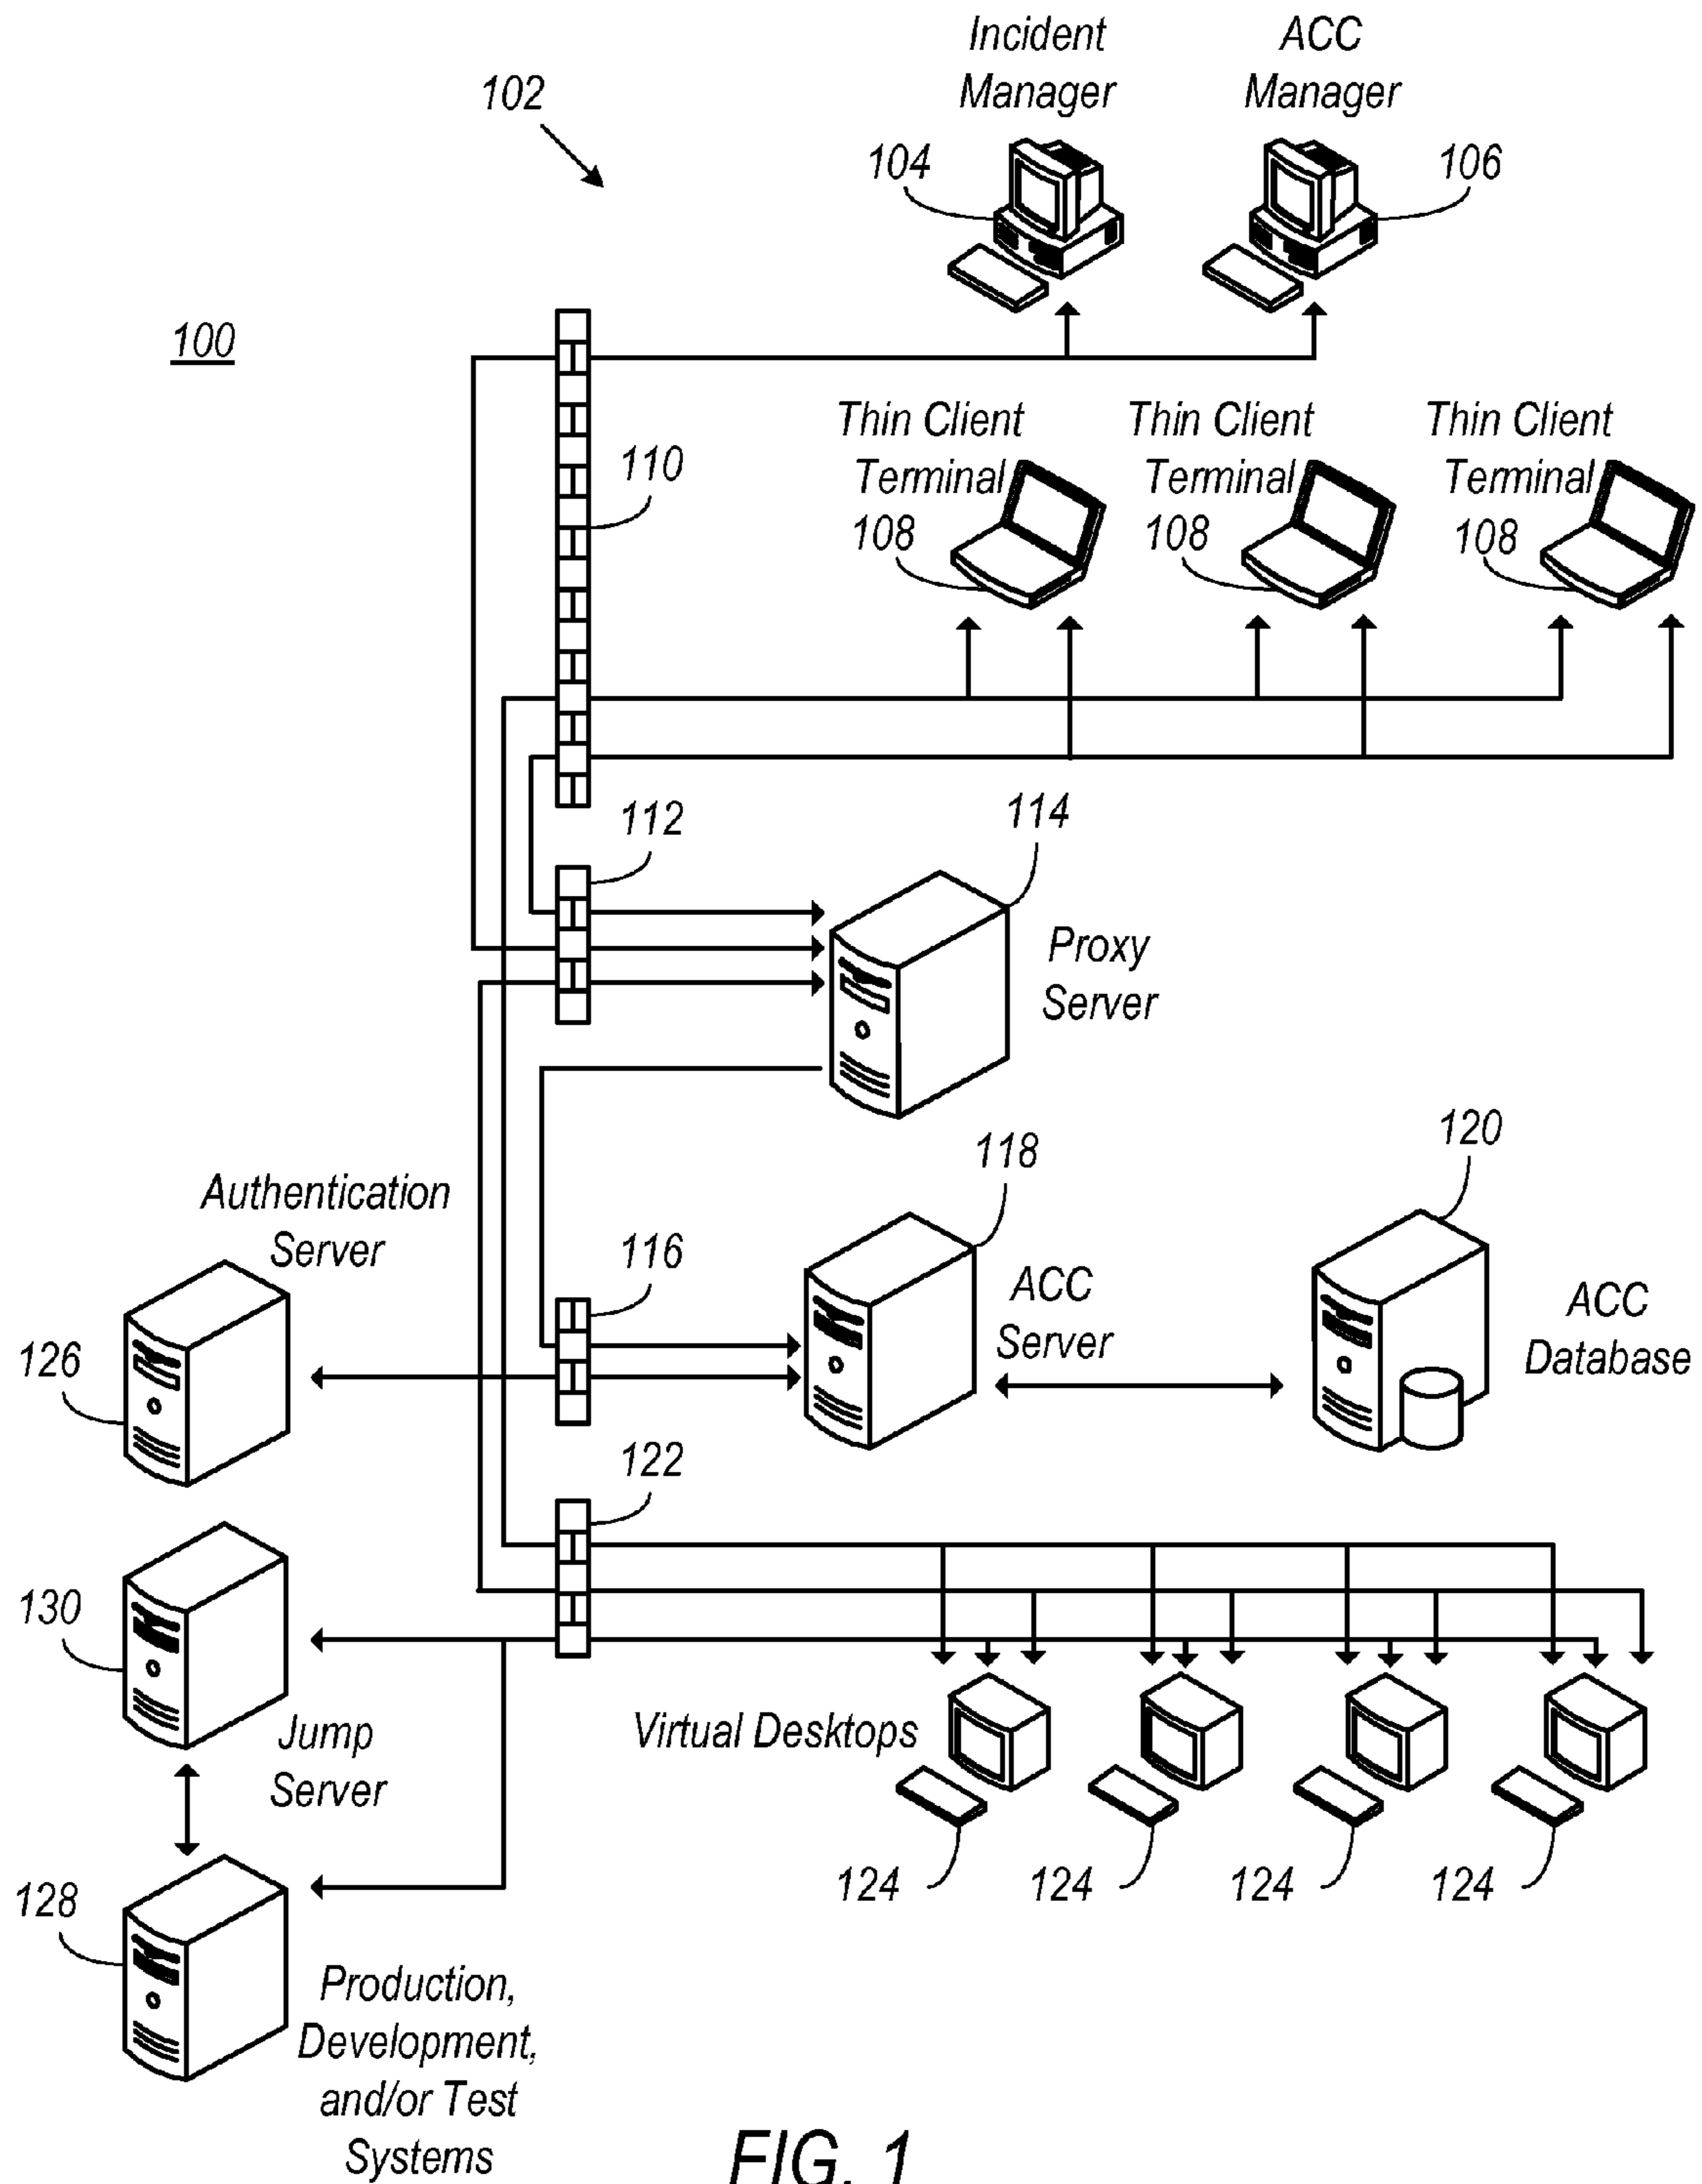 Incident
Manager
ACC
Manager
102
104
106
100
Thin Client
Terminal
108
Thin Client
Terminal
108
Thin Client
Terminal
108
110
112
114
Proxy
Server
118
120
Authentication
Server
116
ACC
Server
ACC
Database
126
122
130
Jump
Server
Virtual Desktops
124
124
124
124
128
Production,
Development,
and/or Test
Systems
FIG. 1